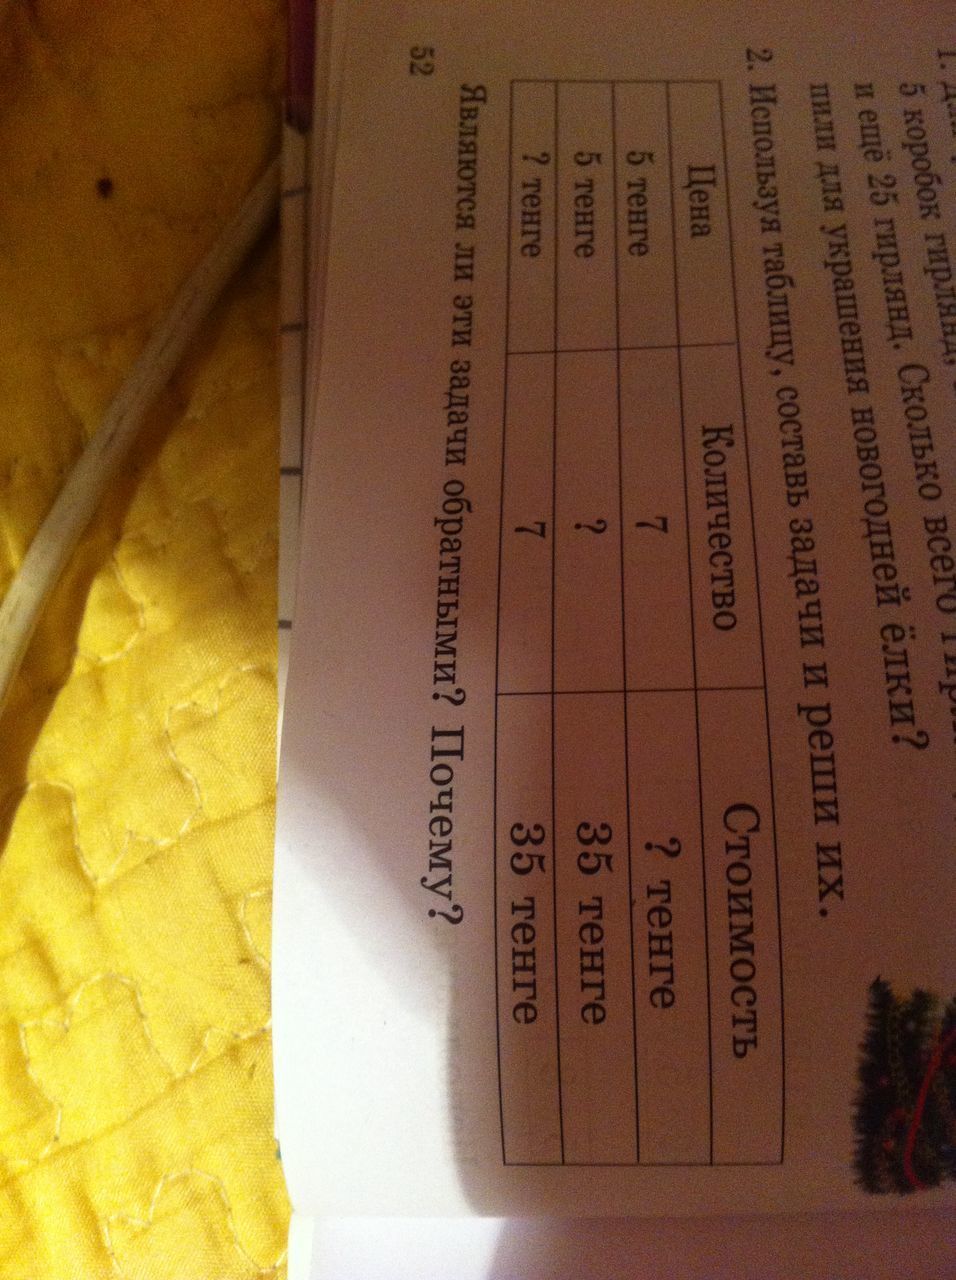 5 коробок гирлянд,
и ещё 25 гирлянд. Сколько всего
пили для украшения новогодней ёлки?
2. Используя таблицу, составь задачи и реши их.
Цена Количество Стоимость
5 тенге 7 ? тенге
5 тенге ? 35 тенге
? тенге 7 35 тенге
Являются ли эти задачи обратными? Почему?
52